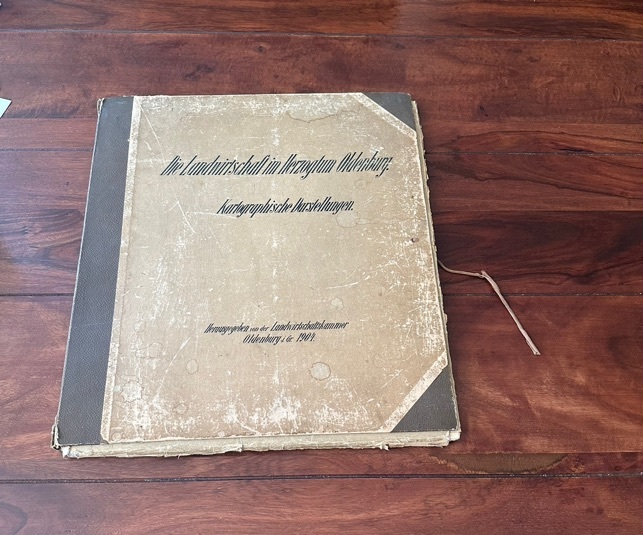 Die Landwirtschaft im Herzogtum Oldenburg.
Kartographische Darstellungen.
Herausgegeben von der Landwirtschaftskammer
Oldenburg i. Gr. 1904.